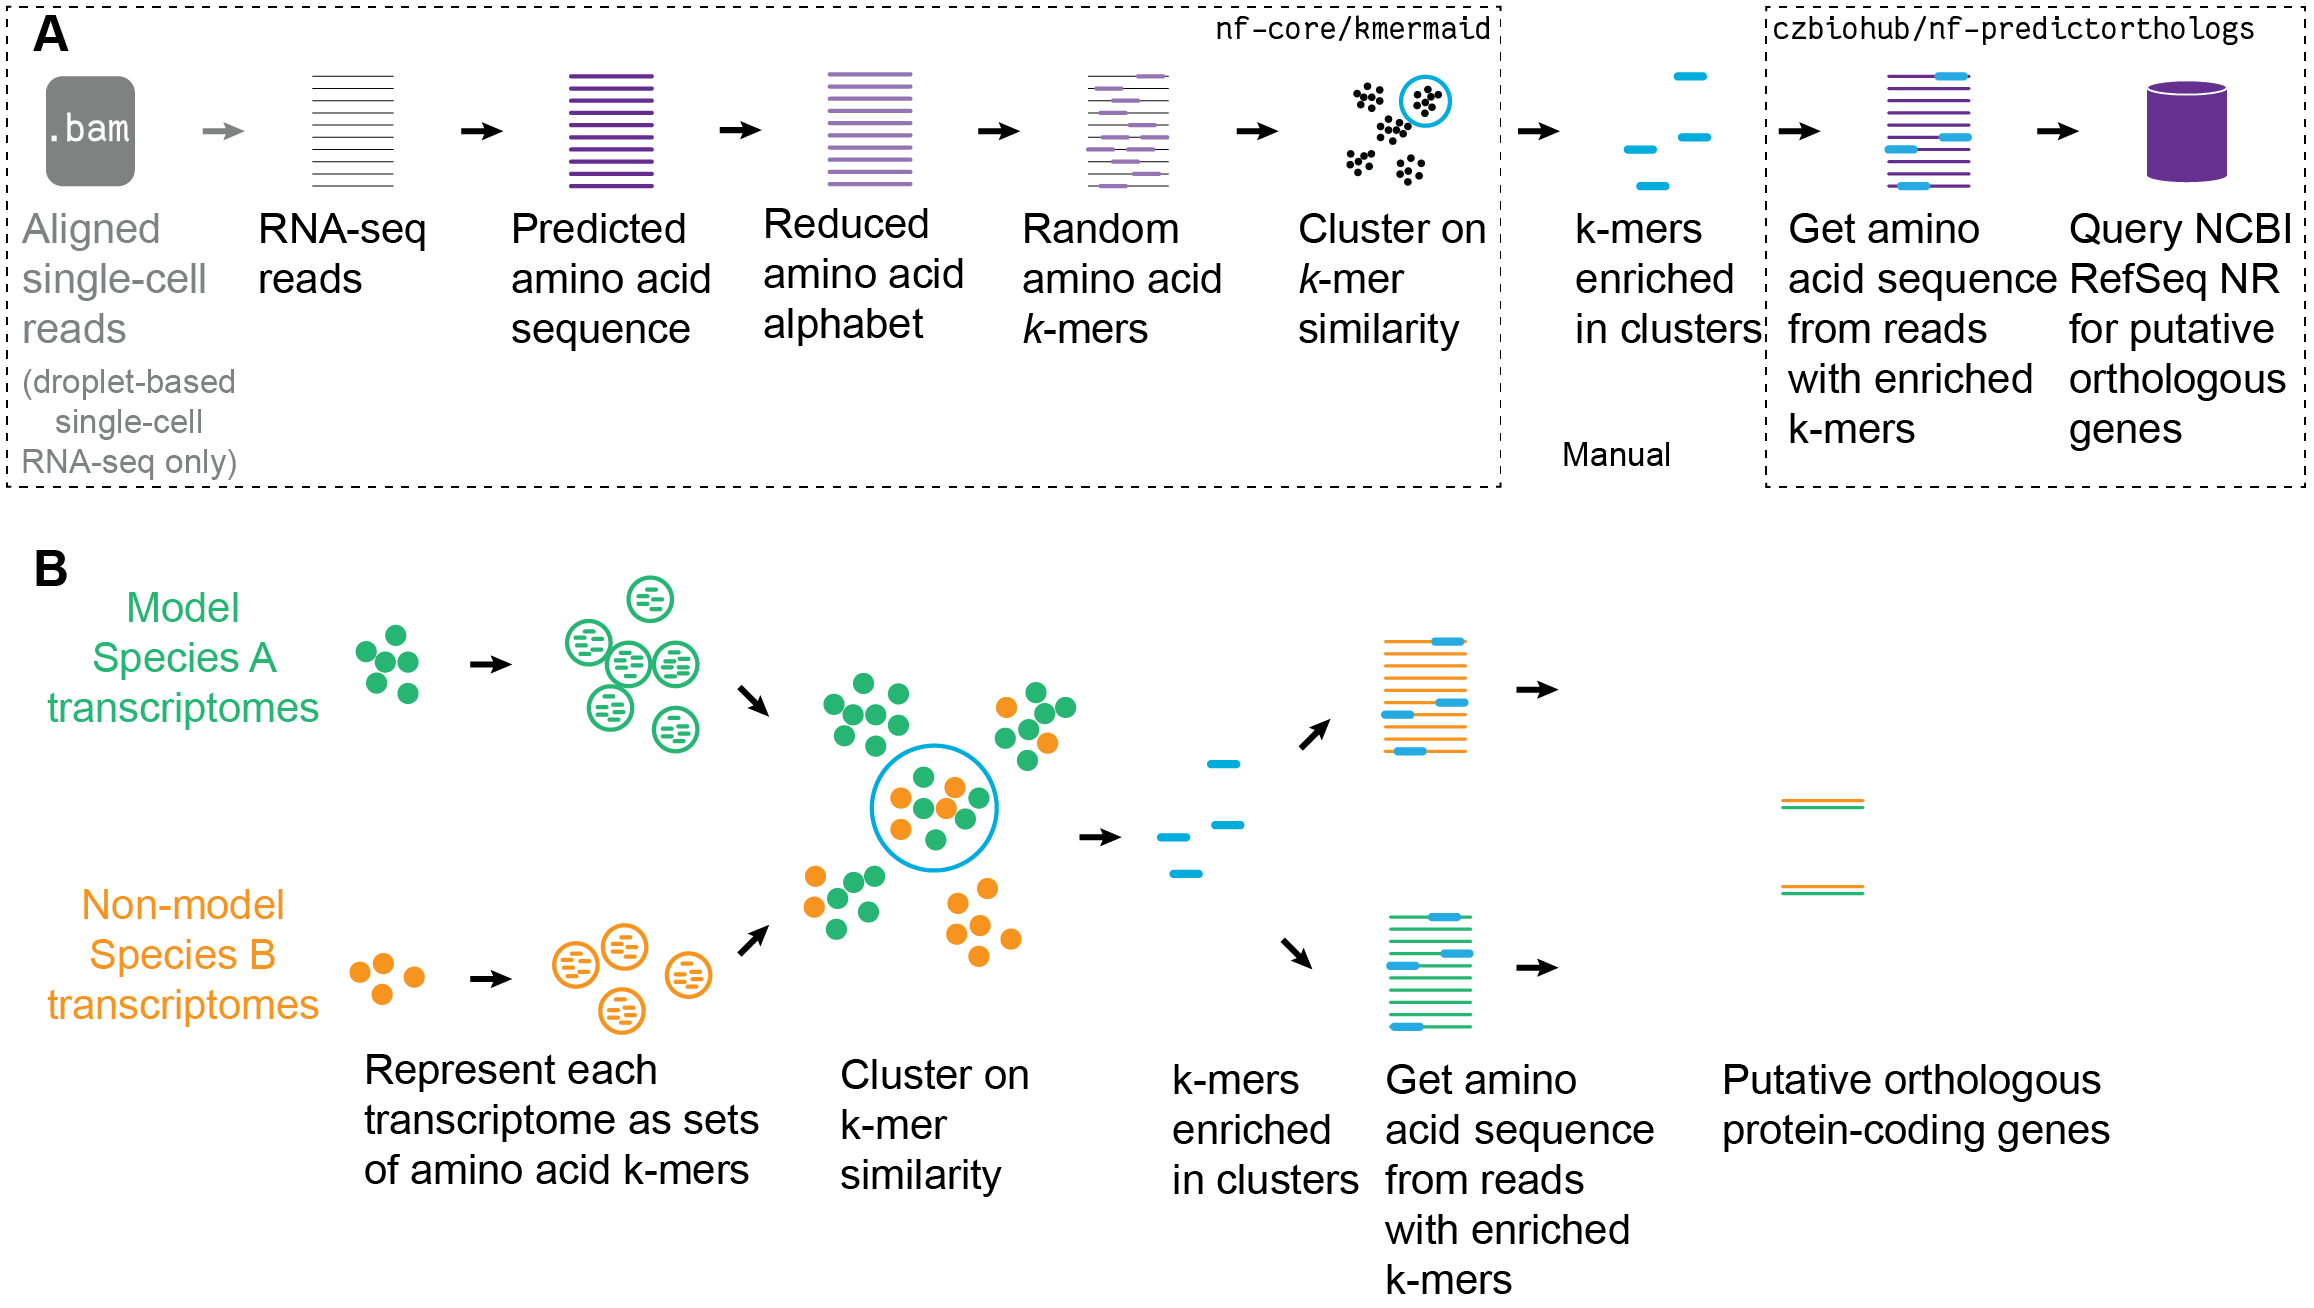 A
nf-core/kmermaid
czbiohub/nf-predictorthologs
.bam
Aligned
single-cell
reads
(droplet-based
single-cell
RNA-seq only)
RNA-seq
reads
Predicted
amino acid
sequence
Reduced
amino acid
alphabet
Random
amino acid
k-mers
Cluster on
k-mer
similarity
k-mers
enriched
in clusters
Manual
Get amino
acid sequence
from reads
with enriched
k-mers
Query NCBI
RefSeq NR
for putative
orthologous
genes
B
Model
Species A
transcriptomes
Non-model
Species B
transcriptomes
Represent each
transcriptome as sets
of amino acid k-mers
Cluster on
k-mer
similarity
k-mers
enriched
in clusters
Get amino
acid sequence
from reads
with enriched
k-mers
Putative orthologous
protein-coding genes